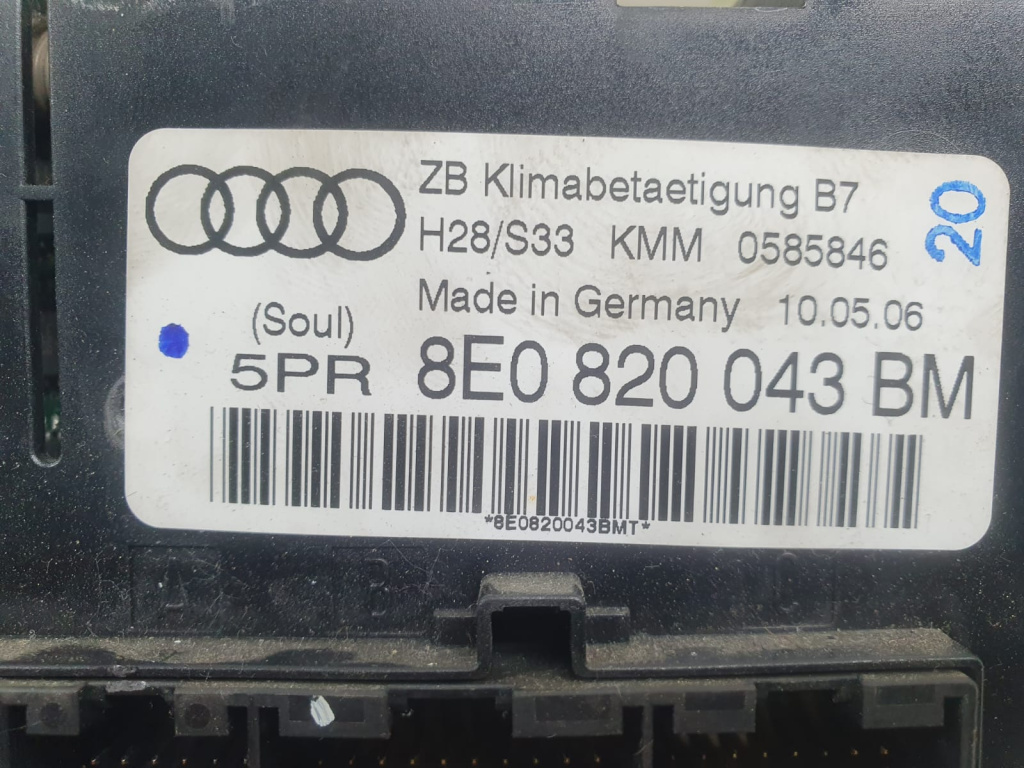 ZB Klimabetaetigung B7
H28/S33 KMM 0585846
20
Made in Germany 10.05.06
(Soul)
5PR 8E0 820 043 BM
*8E0820043BMT*
A
B